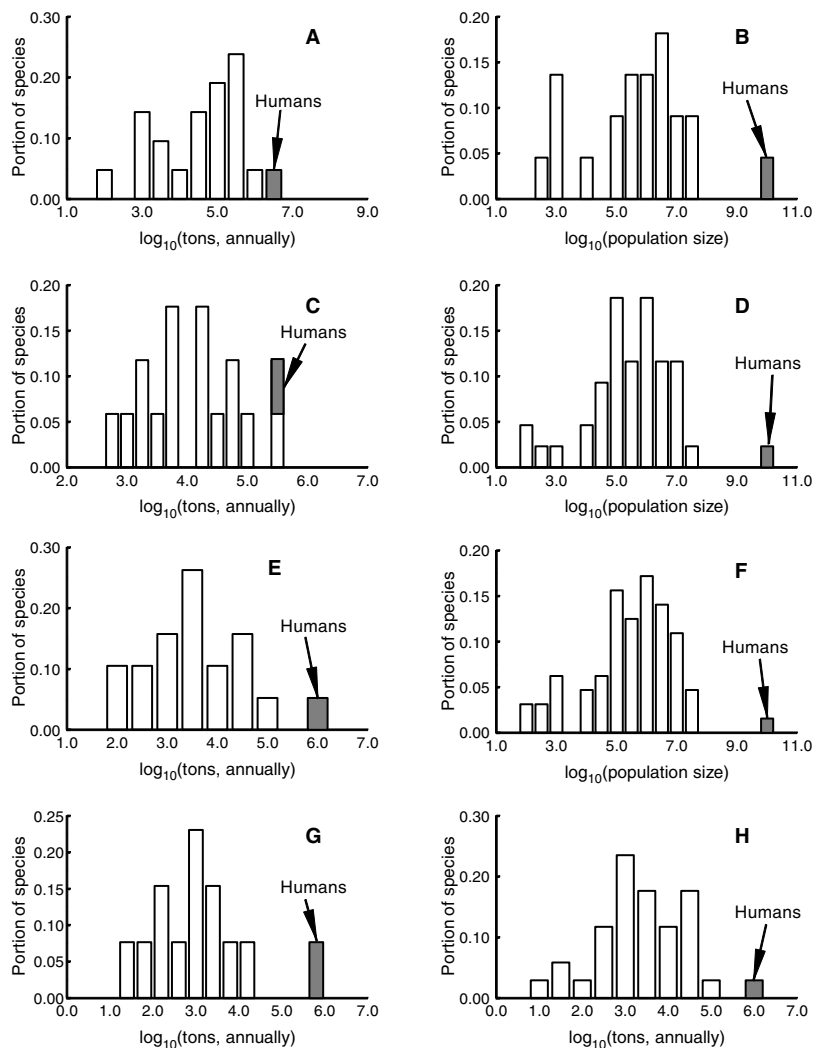 A
Portion of species
0.30
0.20
0.10
0.00
Humans
1.0 3.0 5.0 7.0 9.0
log10(tons, annually)
B
Portion of species
0.20
0.15
0.10
0.05
0.00
Humans
1.0 3.0 5.0 7.0 9.0 11.0
log10(population size)
C
Portion of species
0.20
0.15
0.10
0.05
0.00
Humans
2.0 3.0 4.0 5.0 6.0 7.0
log10(tons, annually)
D
Portion of species
0.20
0.15
0.10
0.05
0.00
Humans
1.0 3.0 5.0 7.0 9.0 11.0
log10(population size)
E
Portion of species
0.30
0.20
0.10
0.00
Humans
1.0 2.0 3.0 4.0 5.0 6.0 7.0
log10(tons, annually)
F
Portion of species
0.20
0.15
0.10
0.05
0.00
Humans
1.0 3.0 5.0 7.0 9.0 11.0
log10(population size)
G
Portion of species
0.25
0.20
0.15
0.10
0.05
0.00
Humans
0.0 1.0 2.0 3.0 4.0 5.0 6.0 7.0
log10(tons, annually)
H
Portion of species
0.30
0.20
0.10
0.00
Humans
0.0 1.0 2.0 3.0 4.0 5.0 6.0 7.0
log10(tons, annually)